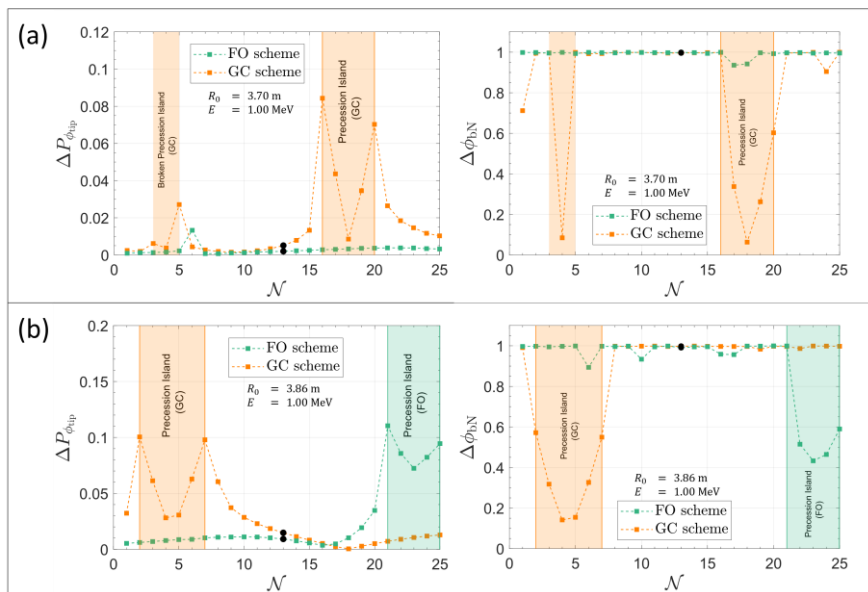 (a)
0.12
0.1
0.08
0.06
0.04
0.02
0
ΔP_ϕtip
FO scheme
GC scheme
R₀ = 3.70 m
E = 1.00 MeV
Broken Precession Island
(GC)
Precession Island
(GC)
0 5 10 15 20 25
𝒩
1
0.8
0.6
0.4
0.2
0
Δϕ_bN
Precession Island
(GC)
R₀ = 3.70 m
E = 1.00 MeV
FO scheme
GC scheme
0 5 10 15 20 25
𝒩
(b)
0.2
0.15
0.1
0.05
0
ΔP_ϕtip
Precession Island
(GC)
FO scheme
GC scheme
R₀ = 3.86 m
E = 1.00 MeV
Precession Island
(FO)
0 5 10 15 20 25
𝒩
1
0.8
0.6
0.4
0.2
0
Δϕ_bN
Precession Island
(GC)
R₀ = 3.86 m
E = 1.00 MeV
FO scheme
GC scheme
Precession Island
(FO)
0 5 10 15 20 25
𝒩